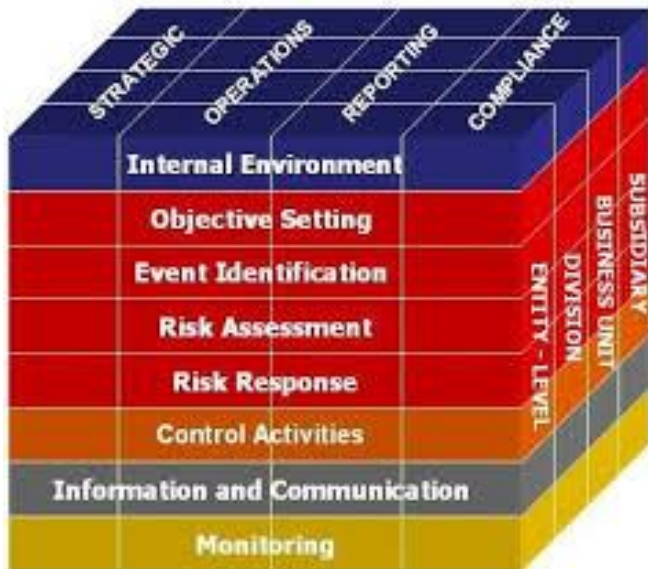 STRATEGIC
OPERATIONS
REPORTING
COMPLIANCE
Internal Environment
Objective Setting
Event Identification
Risk Assessment
Risk Response
Control Activities
Information and Communication
Monitoring
ENTITY - LEVEL
DIVISION
BUSINESS UNIT
SUBSIDIARY